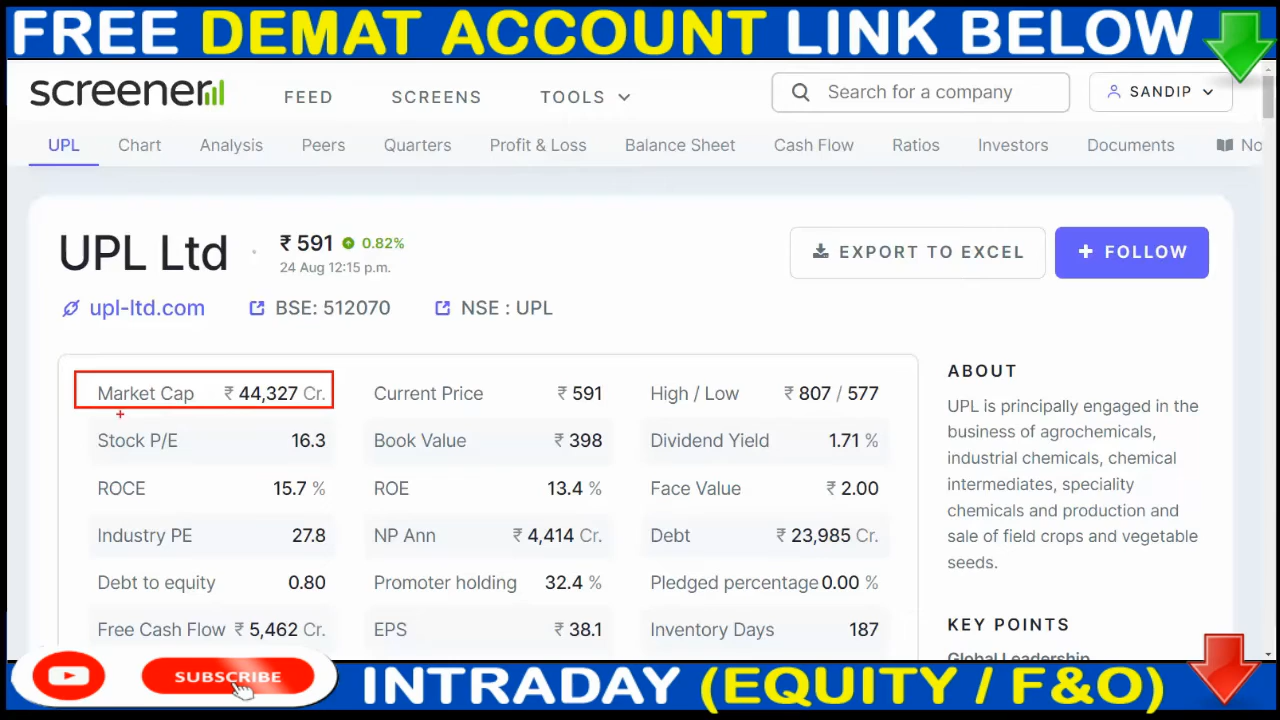 FREE DEMAT ACCOUNT LINK BELOW
screener FEED SCREENS TOOLS Search for a company SANDIP
UPL Chart Analysis Peers Quarters Profit & Loss Balance Sheet Cash Flow Ratios Investors Documents No
UPL Ltd · ₹ 591 0.82%
24 Aug 12:15 p.m.
EXPORT TO EXCEL + FOLLOW
upl-ltd.com BSE: 512070 NSE : UPL
Market Cap ₹ 44,327 Cr. Current Price ₹ 591 High / Low ₹ 807 / 577
Stock P/E 16.3 Book Value ₹ 398 Dividend Yield 1.71 %
ROCE 15.7 % ROE 13.4 % Face Value ₹ 2.00
Industry PE 27.8 NP Ann ₹ 4,414 Cr. Debt ₹ 23,985 Cr.
Debt to equity 0.80 Promoter holding 32.4 % Pledged percentage 0.00 %
Free Cash Flow ₹ 5,462 Cr. EPS ₹ 38.1 Inventory Days 187
ABOUT
UPL is principally engaged in the
business of agrochemicals,
industrial chemicals, chemical
intermediates, speciality
chemicals and production and
sale of field crops and vegetable
seeds.
KEY POINTS
Global Leadership
SUBSCRIBE
INTRADAY (EQUITY / F&O)